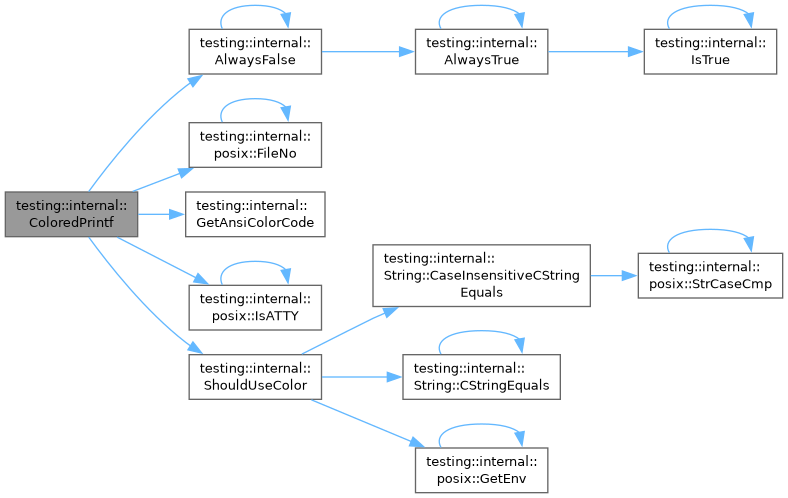 testing::internal::
ColoredPrintf
testing::internal::
AlwaysFalse
testing::internal::
AlwaysTrue
testing::internal::
IsTrue
testing::internal::
posix::FileNo
testing::internal::
GetAnsiColorCode
testing::internal::
posix::IsATTY
testing::internal::
ShouldUseColor
testing::internal::
String::CaseInsensitiveCString
Equals
testing::internal::
posix::StrCaseCmp
testing::internal::
String::CStringEquals
testing::internal::
posix::GetEnv